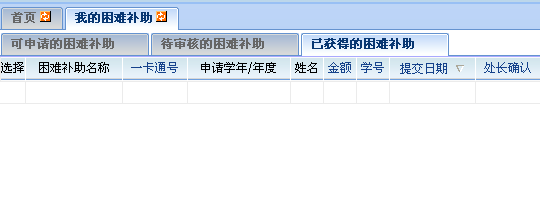 首页 我的困难补助
可申请的困难补助 待审核的困难补助 已获得的困难补助
选择 困难补助名称 一卡通号 申请学年/年度 姓名 金额 学号 提交日期 处长确认